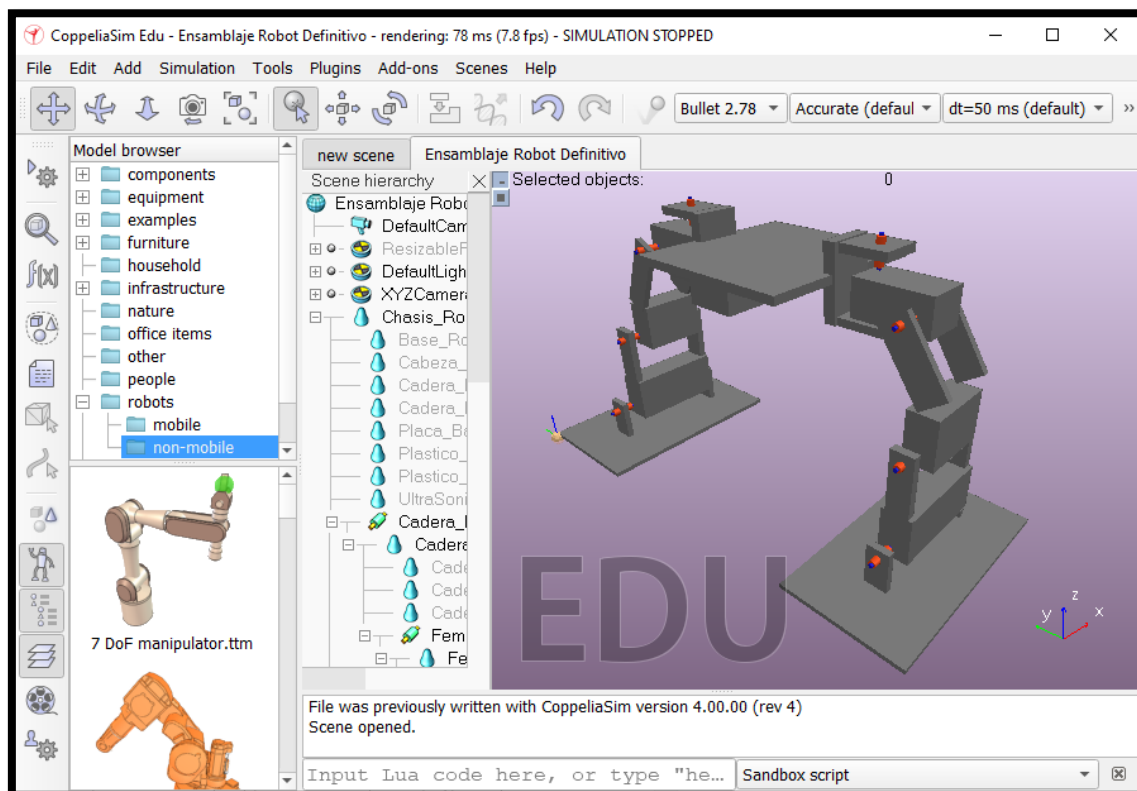 CoppeliaSim Edu - Ensamblaje Robot Definitivo - rendering: 78 ms (7.8 fps) - SIMULATION STOPPED
File Edit Add Simulation Tools Plugins Add-ons Scenes Help
Bullet 2.78 Accurate (defaul dt=50 ms (default) »
Model browser
components
equipment
examples
furniture
household
infrastructure
nature
office items
other
people
robots
mobile
non-mobile
7 DoF manipulator.ttm
new scene Ensamblaje Robot Definitivo
Scene hierarchy
Ensamblaje Robo
DefaultCam
ResizableF
DefaultLigh
XYZCamera
Chasis_Ro
Base_Ro
Cabeza_
Cadera_
Cadera_
Placa_Ba
Plastico_
Plastico_
UltraSoni
Cadera_
Cadera
Cade
Cade
Cade
Fem
Fe
Selected objects: 0
EDU
z
y x
File was previously written with CoppeliaSim version 4.00.00 (rev 4)
Scene opened.
Input Lua code here, or type "he... Sandbox script
f(x)